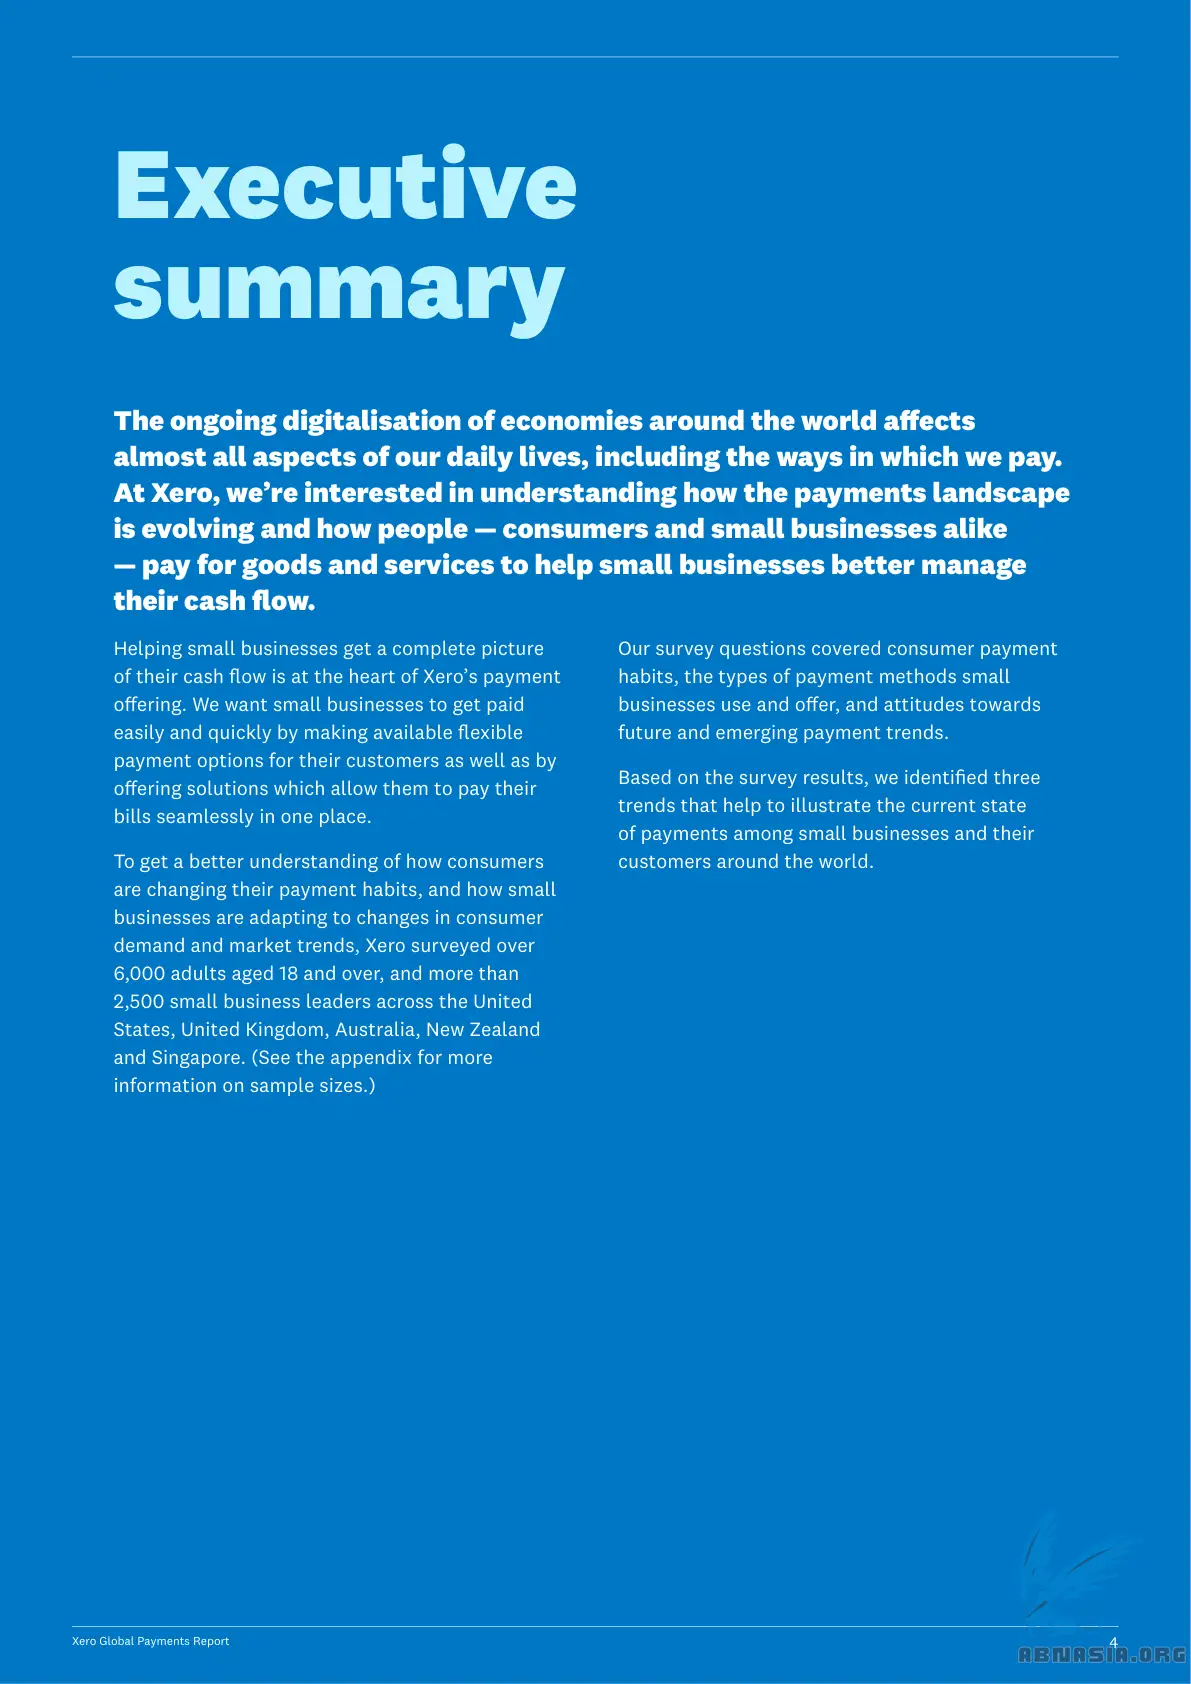 Executive
summary
The ongoing digitalisation of economies around the world affects
almost all aspects of our daily lives, including the ways in which we pay.
At Xero, we’re interested in understanding how the payments landscape
is evolving and how people — consumers and small businesses alike
— pay for goods and services to help small businesses better manage
their cash flow.
Helping small businesses get a complete picture
of their cash flow is at the heart of Xero’s payment
offering. We want small businesses to get paid
easily and quickly by making available flexible
payment options for their customers as well as by
offering solutions which allow them to pay their
bills seamlessly in one place.
To get a better understanding of how consumers
are changing their payment habits, and how small
businesses are adapting to changes in consumer
demand and market trends, Xero surveyed over
6,000 adults aged 18 and over, and more than
2,500 small business leaders across the United
States, United Kingdom, Australia, New Zealand
and Singapore. (See the appendix for more
information on sample sizes.)
Our survey questions covered consumer payment
habits, the types of payment methods small
businesses use and offer, and attitudes towards
future and emerging payment trends.
Based on the survey results, we identified three
trends that help to illustrate the current state
of payments among small businesses and their
customers around the world.
Xero Global Payments Report
4
ABNASIA.ORG